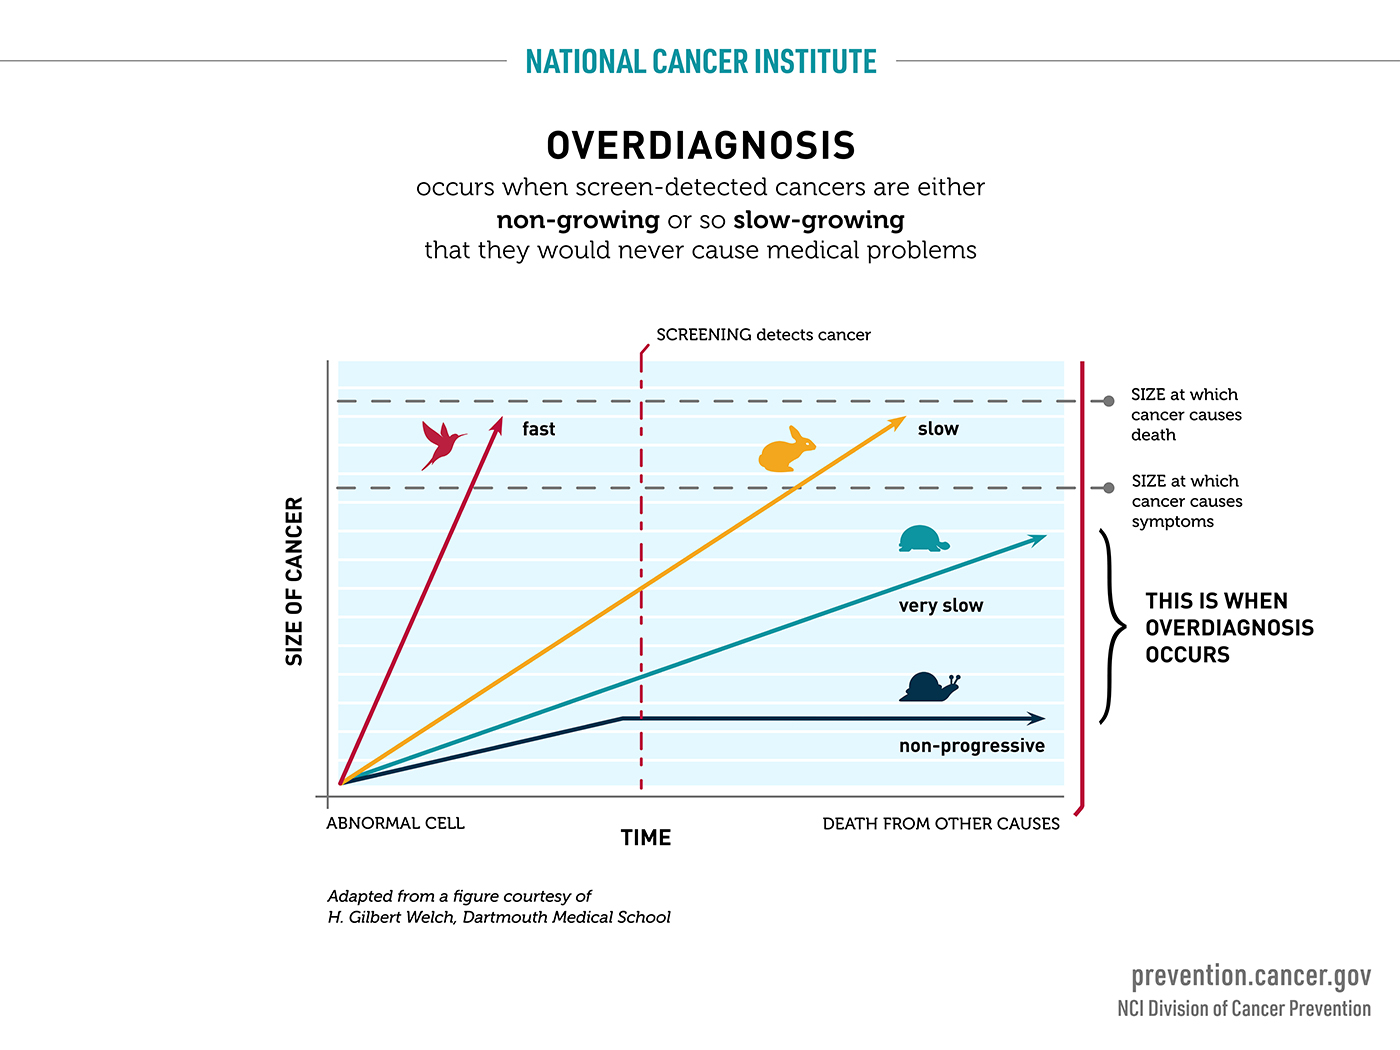 NATIONAL CANCER INSTITUTE
OVERDIAGNOSIS
occurs when screen-detected cancers are either
non-growing or so slow-growing
that they would never cause medical problems
SCREENING detects cancer
SIZE at which
cancer causes
death
fast
slow
SIZE at which
cancer causes
symptoms
SIZE OF CANCER
very slow
THIS IS WHEN
OVERDIAGNOSIS
OCCURS
non-progressive
ABNORMAL CELL
TIME
DEATH FROM OTHER CAUSES
Adapted from a figure courtesy of
H. Gilbert Welch, Dartmouth Medical School
prevention.cancer.gov
NCI Division of Cancer Prevention